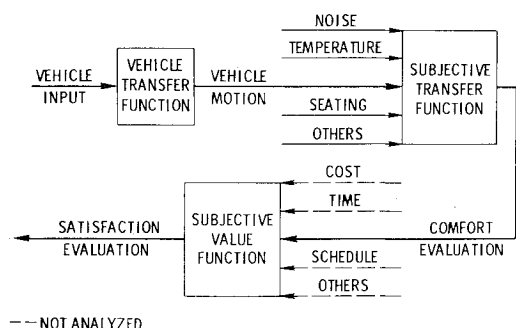 NOISE
TEMPERATURE
VEHICLE
INPUT
VEHICLE
TRANSFER
FUNCTION
VEHICLE
MOTION
SEATING
OTHERS
SUBJECTIVE
TRANSFER
FUNCTION
COST
TIME
SATISFACTION
EVALUATION
SUBJECTIVE
VALUE
FUNCTION
COMFORT
EVALUATION
SCHEDULE
OTHERS
-- NOT ANALYZED